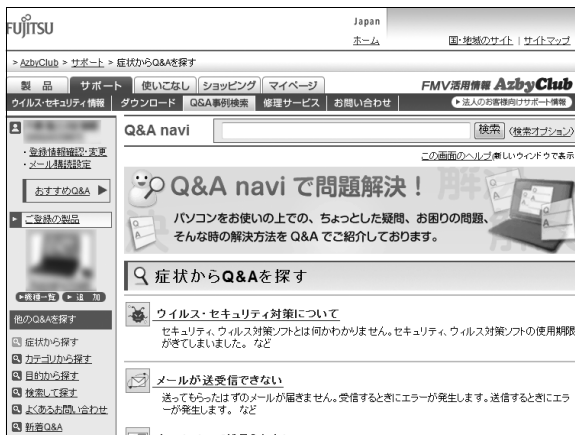 FUJITSU
Japan
ホーム
国・地域のサイト | サイトマップ
> AzbyClub > サポート > 症状からQ&Aを探す
製 品 サポート 使いこなし ショッピング マイページ
FMV活用情報 AzbyClub
ウイルス・セキュリティ情報 ダウンロード Q&A事例検索 修理サービス お問い合わせ
法人のお客様向けサポート情報
Q&A navi
検索 (検索オプション)
・登録情報確認・変更
・メール購読設定
この画面のヘルプ(新しいウィンドウで表示
おすすめQ&A
ご登録の製品
Q&A navi で問題解決！
パソコンをお使いの上での、ちょっとした疑問、お困りの問題、
そんな時の解決方法を Q&A でご紹介しております。
機種一覧 追 加
症状からQ&Aを探す
他のQ&Aを探す
症状から探す
カテゴリから探す
目的から探す
検索して探す
よくあるお問い合わせ
新着Q&A
ウイルス・セキュリティ対策について
セキュリティ、ウィルス対策ソフトとは何かわかりません。セキュリティ、ウィルス対策ソフトの使用期限
がきてしまいました。 など
メールが送受信できない
送ってもらったはずのメールが届きません。受信するときにエラーが発生します。送信するときにエラ
ーが発生します。 など